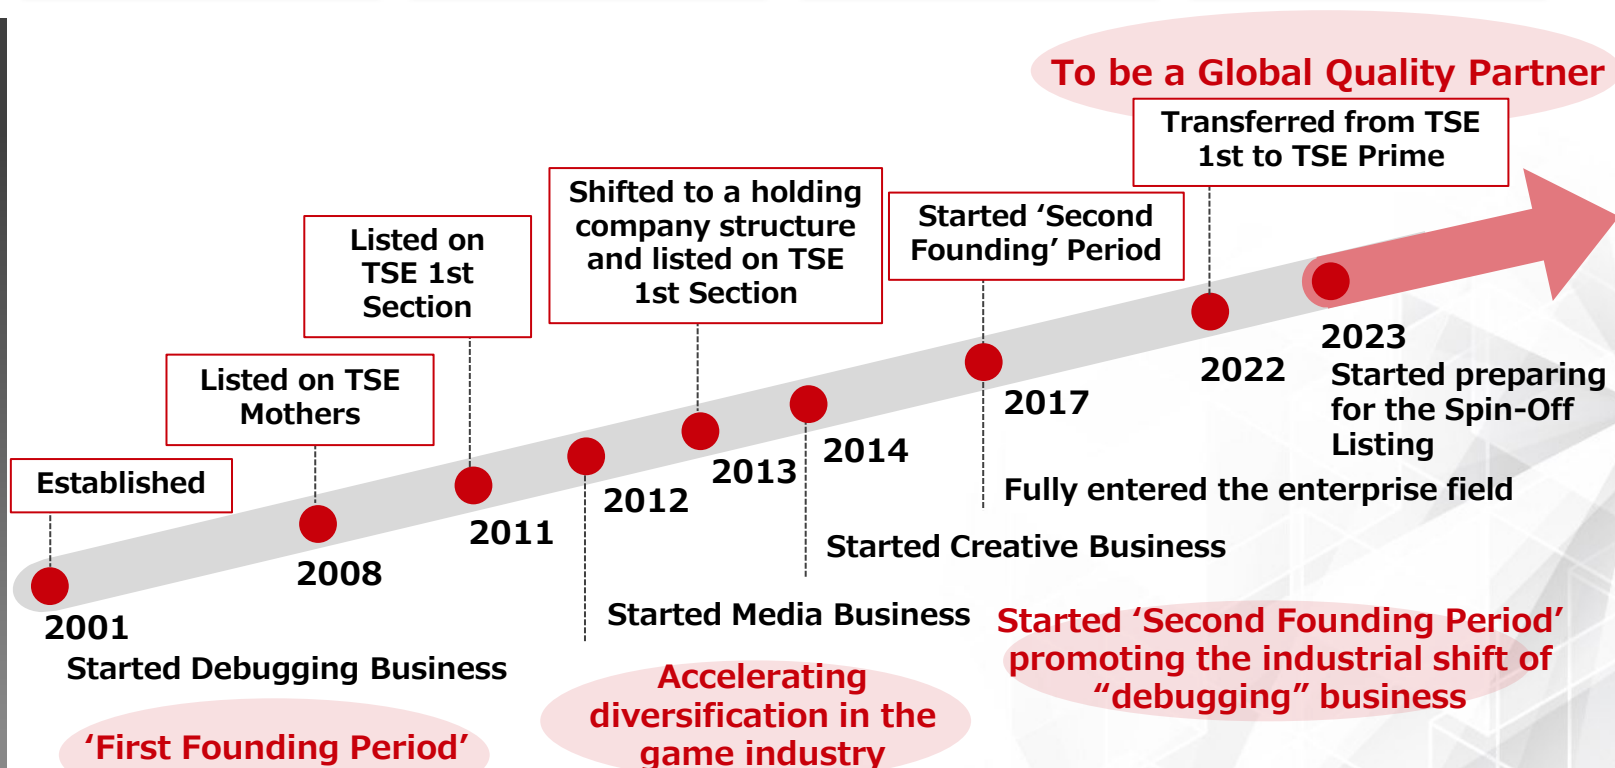 To be a Global Quality Partner
Transferred from TSE
1st to TSE Prime
Shifted to a holding
company structure
and listed on TSE
1st Section
Started ‘Second
Founding’ Period
Listed on
TSE 1st
Section
Listed on TSE
Mothers
Established
2001
Started Debugging Business
2008
2011
2012
Started Media Business
2013
2014
Started Creative Business
2017
Fully entered the enterprise field
2022
2023
Started preparing
for the Spin-Off
Listing
‘First Founding Period’
Accelerating
diversification in the
game industry
Started ‘Second Founding Period’
promoting the industrial shift of
“debugging” business